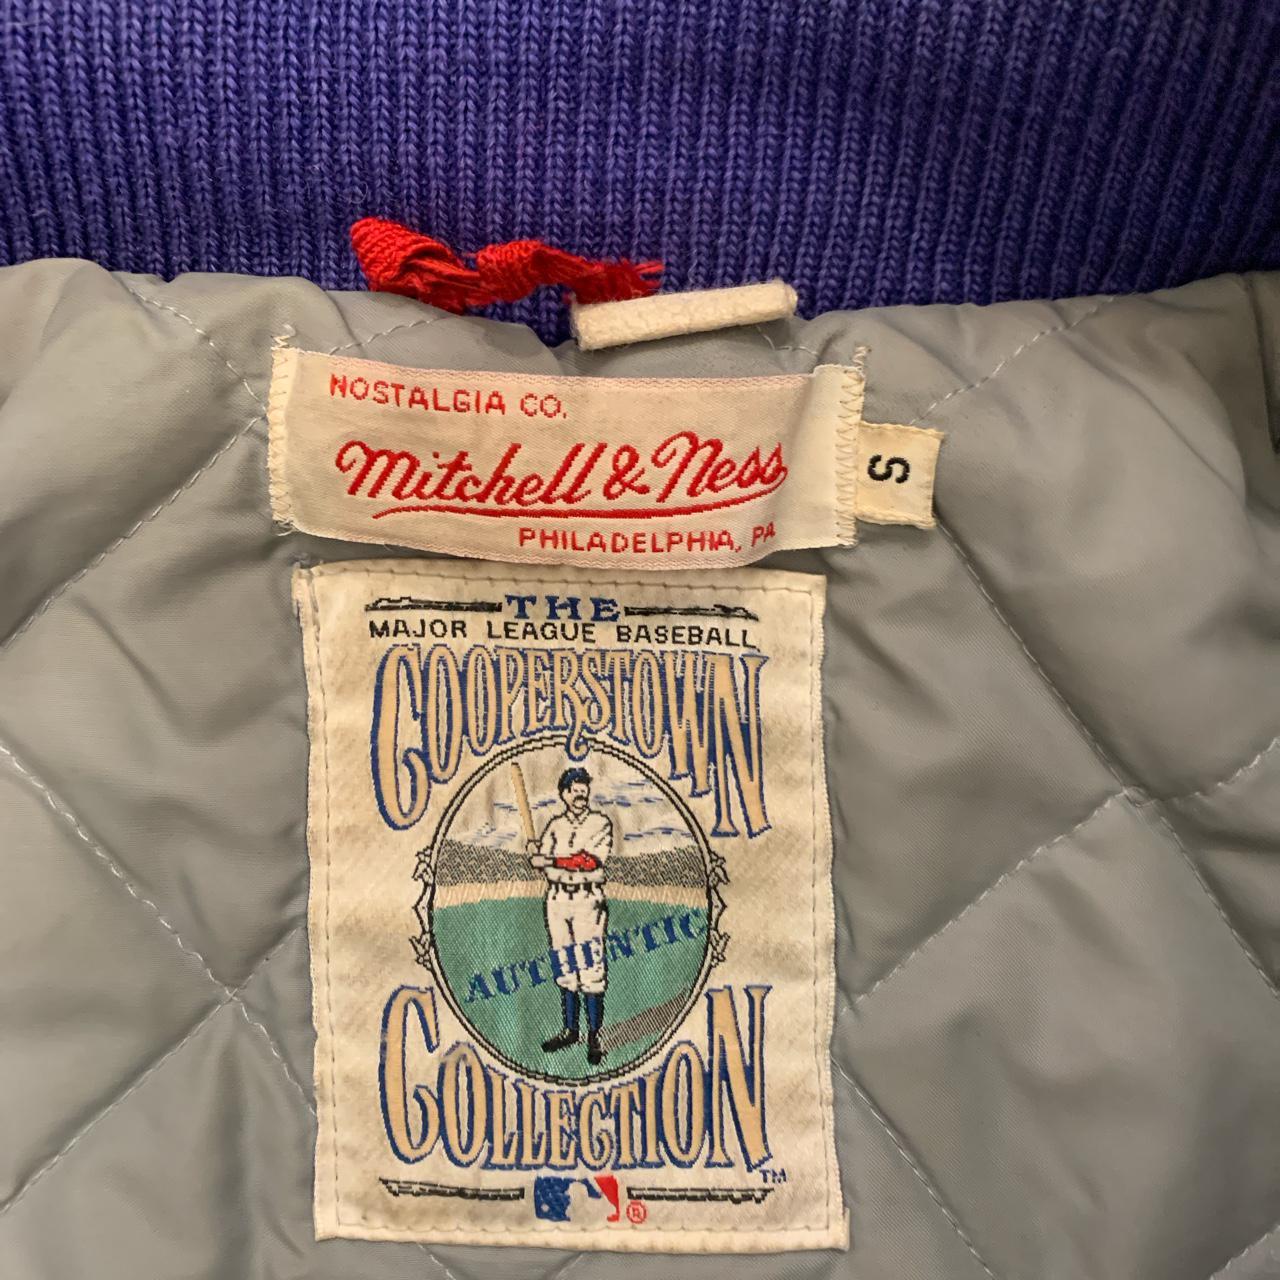 NOSTALGIA CO.
Mitchell & Ness
PHILADELPHIA, PA
S
THE
MAJOR LEAGUE BASEBALL
COOPERSTOWN
AUTHENTIC
COLLECTION
TM
®